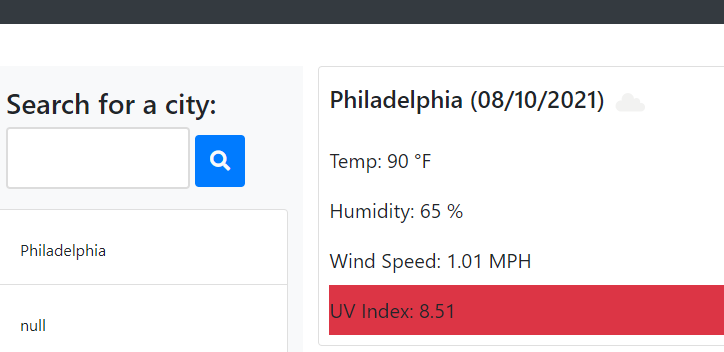 Search for a city:
Philadelphia
null
Philadelphia (08/10/2021)
Temp: 90 °F
Humidity: 65 %
Wind Speed: 1.01 MPH
UV Index: 8.51